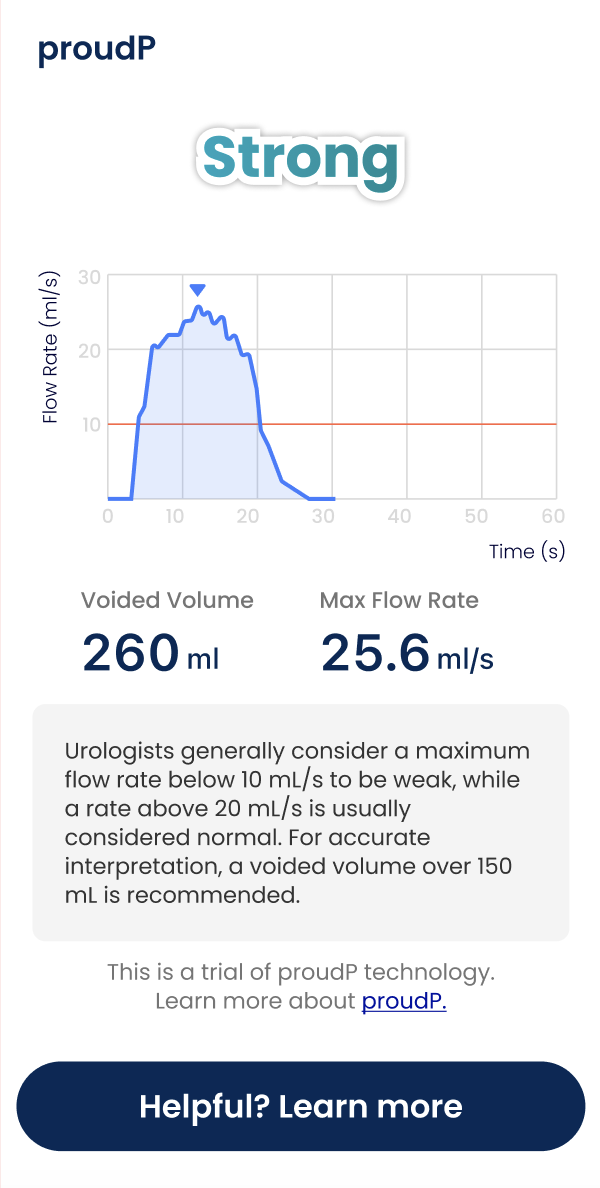 proudP
Strong
Flow Rate (ml/s)
30
20
10
0 10 20 30 40 50 60
Time (s)
Voided Volume Max Flow Rate
260 ml 25.6 ml/s
Urologists generally consider a maximum
flow rate below 10 mL/s to be weak, while
a rate above 20 mL/s is usually
considered normal. For accurate
interpretation, a voided volume over 150
mL is recommended.
This is a trial of proudP technology.
Learn more about proudP.
Helpful? Learn more